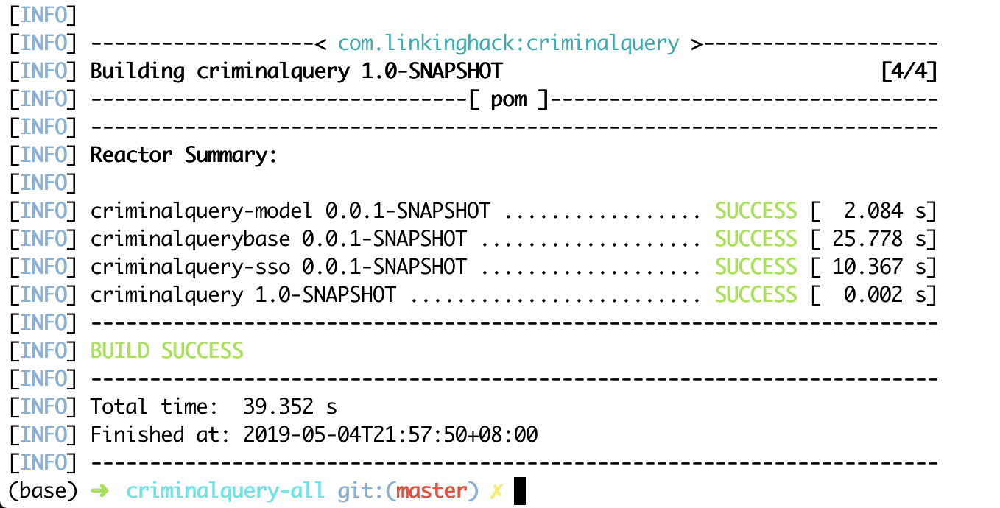 [INFO]
[INFO] -------------------< com.linkinghack:criminalquery >--------------------
[INFO] Building criminalquery 1.0-SNAPSHOT                                [4/4]
[INFO] --------------------------------[ pom ]---------------------------------
[INFO] ------------------------------------------------------------------------
[INFO] Reactor Summary:
[INFO]
[INFO] criminalquery-model 0.0.1-SNAPSHOT ................. SUCCESS [  2.084 s]
[INFO] criminalquerybase 0.0.1-SNAPSHOT ................... SUCCESS [ 25.778 s]
[INFO] criminalquery-sso 0.0.1-SNAPSHOT ................... SUCCESS [ 10.367 s]
[INFO] criminalquery 1.0-SNAPSHOT ......................... SUCCESS [  0.002 s]
[INFO] ------------------------------------------------------------------------
[INFO] BUILD SUCCESS
[INFO] ------------------------------------------------------------------------
[INFO] Total time:  39.352 s
[INFO] Finished at: 2019-05-04T21:57:50+08:00
[INFO] ------------------------------------------------------------------------
(base) ➜ criminalquery-all git:(master) ✗